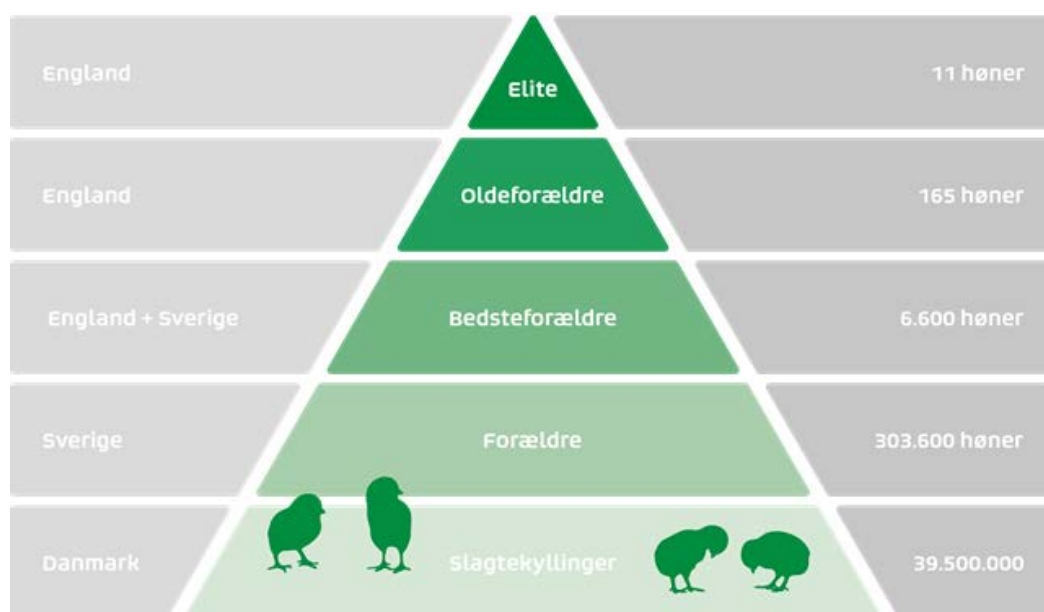 England Elite 11 høner
England Oldeforældre 165 høner
England + Sverige Bedsteforældre 6.600 høner
Sverige Forældre 303.600 høner
Danmark Slagtekyllinger 39.500.000